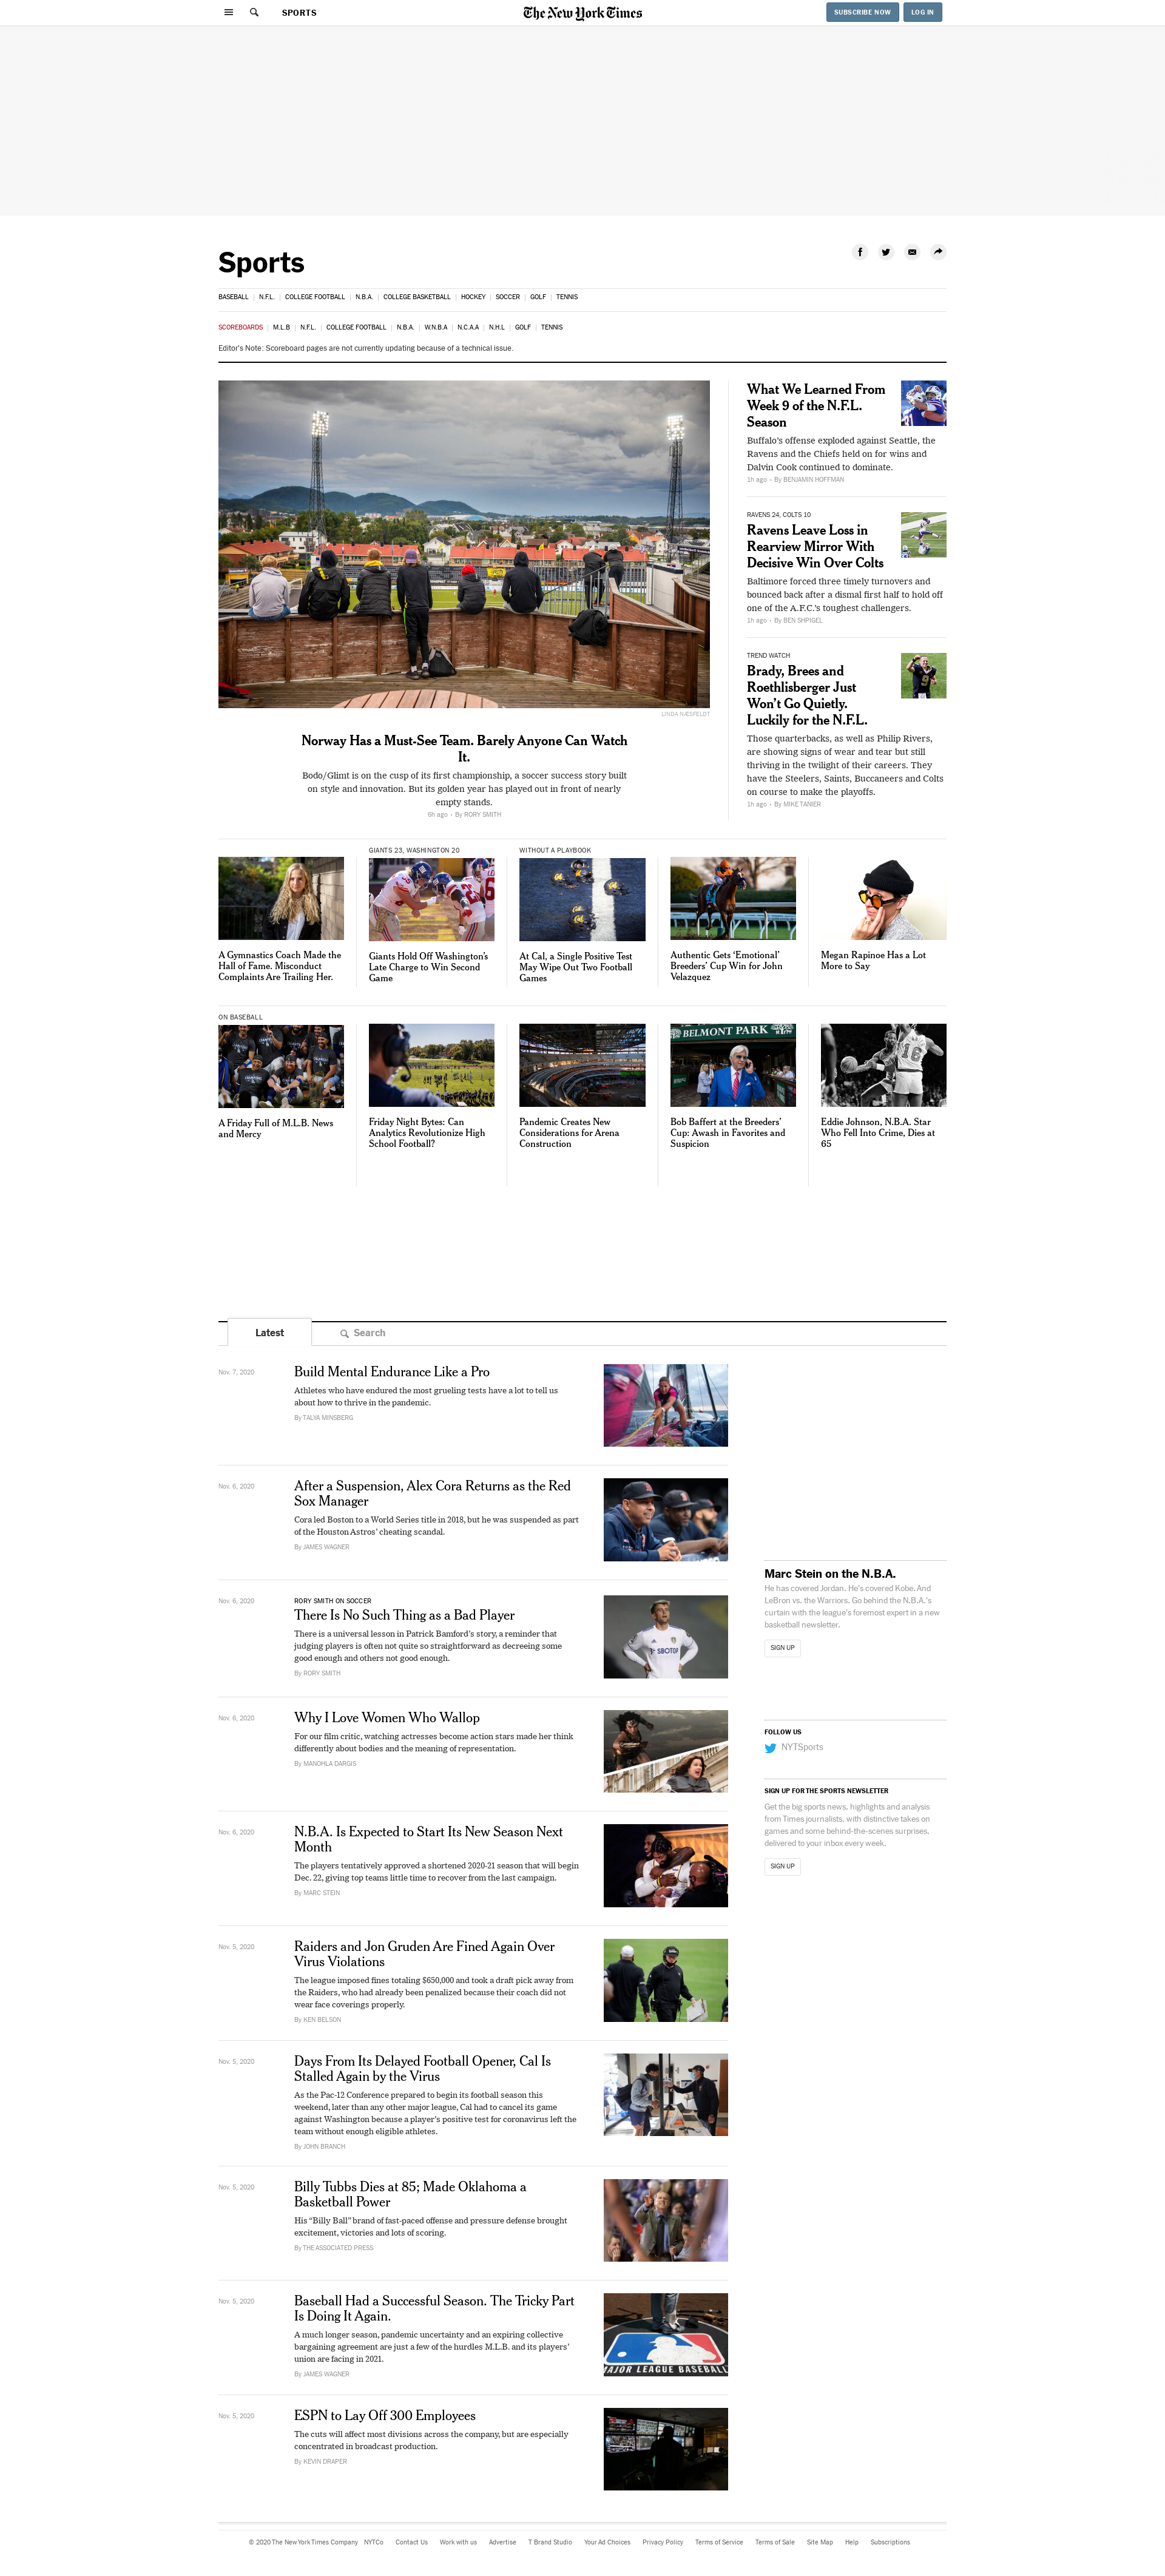 SPORTS
The New York Times
SUBSCRIBE NOW
LOG IN
Sports
BASEBALL | N.F.L. | COLLEGE FOOTBALL | N.B.A. | COLLEGE BASKETBALL | HOCKEY | SOCCER | GOLF | TENNIS
SCOREBOARDS | M.L.B | N.F.L. | COLLEGE FOOTBALL | N.B.A. | W.N.B.A | N.C.A.A | N.H.L | GOLF | TENNIS
Editor's Note: Scoreboard pages are not currently updating because of a technical issue.
LINDA NÆSFELDT
Norway Has a Must-See Team. Barely Anyone Can Watch
It.
Bodo/Glimt is on the cusp of its first championship, a soccer success story built
on style and innovation. But its golden year has played out in front of nearly
empty stands.
6h ago • By RORY SMITH
What We Learned From
Week 9 of the N.F.L.
Season
Buffalo's offense exploded against Seattle, the
Ravens and the Chiefs held on for wins and
Dalvin Cook continued to dominate.
1h ago • By BENJAMIN HOFFMAN
RAVENS 24, COLTS 10
Ravens Leave Loss in
Rearview Mirror With
Decisive Win Over Colts
Baltimore forced three timely turnovers and
bounced back after a dismal first half to hold off
one of the A.F.C.'s toughest challengers.
1h ago • By BEN SHPIGEL
TREND WATCH
Brady, Brees and
Roethlisberger Just
Won't Go Quietly.
Luckily for the N.F.L.
Those quarterbacks, as well as Philip Rivers,
are showing signs of wear and tear but still
thriving in the twilight of their careers. They
have the Steelers, Saints, Buccaneers and Colts
on course to make the playoffs.
1h ago • By MIKE TANIER
A Gymnastics Coach Made the
Hall of Fame. Misconduct
Complaints Are Trailing Her.
GIANTS 23, WASHINGTON 20
Giants Hold Off Washington's
Late Charge to Win Second
Game
WITHOUT A PLAYBOOK
At Cal, a Single Positive Test
May Wipe Out Two Football
Games
Authentic Gets 'Emotional'
Breeders' Cup Win for John
Velazquez
Megan Rapinoe Has a Lot
More to Say
ON BASEBALL
A Friday Full of M.L.B. News
and Mercy
Friday Night Bytes: Can
Analytics Revolutionize High
School Football?
Pandemic Creates New
Considerations for Arena
Construction
BELMONT PARK
Bob Baffert at the Breeders'
Cup: Awash in Favorites and
Suspicion
16
Eddie Johnson, N.B.A. Star
Who Fell Into Crime, Dies at
65
Latest
Search
Nov. 7, 2020
Build Mental Endurance Like a Pro
Athletes who have endured the most grueling tests have a lot to tell us
about how to thrive in the pandemic.
By TALYA MINSBERG
Nov. 6, 2020
After a Suspension, Alex Cora Returns as the Red
Sox Manager
Cora led Boston to a World Series title in 2018, but he was suspended as part
of the Houston Astros' cheating scandal.
By JAMES WAGNER
Nov. 6, 2020
RORY SMITH ON SOCCER
There Is No Such Thing as a Bad Player
There is a universal lesson in Patrick Bamford's story, a reminder that
judging players is often not quite so straightforward as decreeing some
good enough and others not good enough.
By RORY SMITH
SBOTOP
Nov. 6, 2020
Why I Love Women Who Wallop
For our film critic, watching actresses become action stars made her think
differently about bodies and the meaning of representation.
By MANOHLA DARGIS
Nov. 6, 2020
N.B.A. Is Expected to Start Its New Season Next
Month
The players tentatively approved a shortened 2020-21 season that will begin
Dec. 22, giving top teams little time to recover from the last campaign.
By MARC STEIN
Nov. 5, 2020
Raiders and Jon Gruden Are Fined Again Over
Virus Violations
The league imposed fines totaling $650,000 and took a draft pick away from
the Raiders, who had already been penalized because their coach did not
wear face coverings properly.
By KEN BELSON
Nov. 5, 2020
Days From Its Delayed Football Opener, Cal Is
Stalled Again by the Virus
As the Pac-12 Conference prepared to begin its football season this
weekend, later than any other major league, Cal had to cancel its game
against Washington because a player's positive test for coronavirus left the
team without enough eligible athletes.
By JOHN BRANCH
Nov. 5, 2020
Billy Tubbs Dies at 85; Made Oklahoma a
Basketball Power
His "Billy Ball" brand of fast-paced offense and pressure defense brought
excitement, victories and lots of scoring.
By THE ASSOCIATED PRESS
Nov. 5, 2020
Baseball Had a Successful Season. The Tricky Part
Is Doing It Again.
A much longer season, pandemic uncertainty and an expiring collective
bargaining agreement are just a few of the hurdles M.L.B. and its players'
union are facing in 2021.
By JAMES WAGNER
MAJOR LEAGUE BASEBALL
Nov. 5, 2020
ESPN to Lay Off 300 Employees
The cuts will affect most divisions across the company, but are especially
concentrated in broadcast production.
By KEVIN DRAPER
Marc Stein on the N.B.A.
He has covered Jordan. He's covered Kobe. And
LeBron vs. the Warriors. Go behind the N.B.A.'s
curtain with the league's foremost expert in a new
basketball newsletter.
SIGN UP
FOLLOW US
NYTSports
SIGN UP FOR THE SPORTS NEWSLETTER
Get the big sports news, highlights and analysis
from Times journalists, with distinctive takes on
games and some behind-the-scenes surprises,
delivered to your inbox every week.
SIGN UP
© 2020 The New York Times Company NYTCo Contact Us Work with us Advertise T Brand Studio Your Ad Choices Privacy Policy Terms of Service Terms of Sale Site Map Help Subscriptions